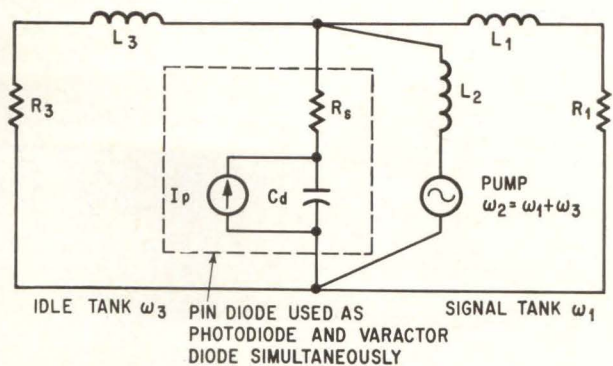 L3
L1
R3
Rs
L2
R1
Ip
Cd
PUMP
ω2=ω1+ω3
IDLE TANK ω3
SIGNAL TANK ω1
PIN DIODE USED AS
PHOTODIODE AND VARACTOR
DIODE SIMULTANEOUSLY